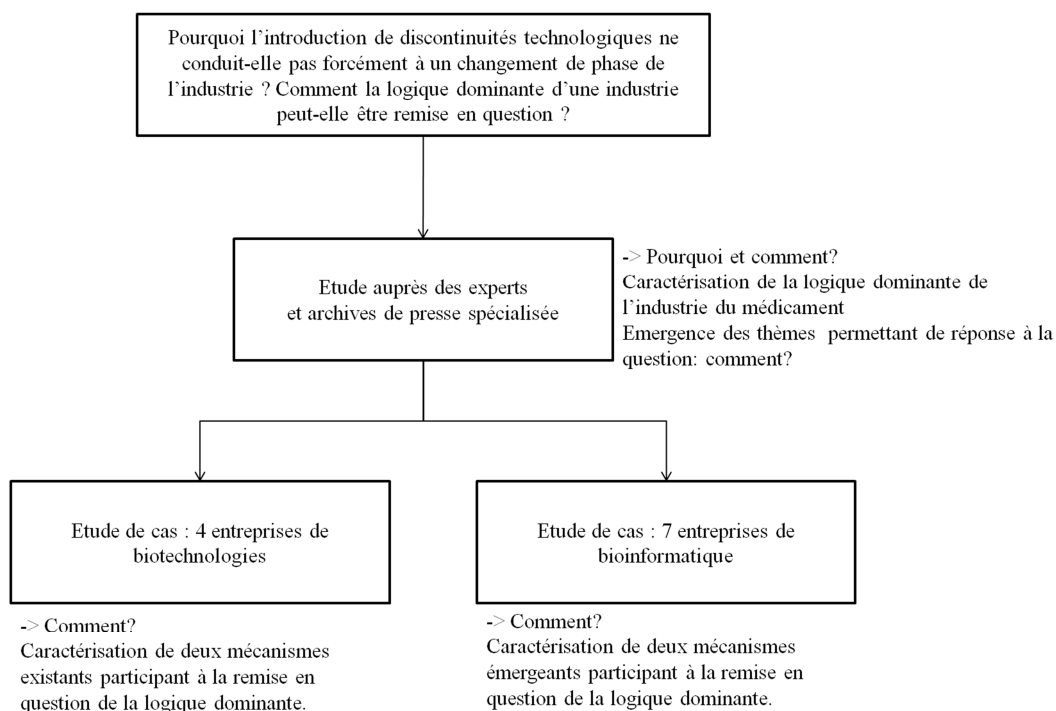 Pourquoi l'introduction de discontinuités technologiques ne
conduit-elle pas forcément à un changement de phase de
l'industrie ? Comment la logique dominante d'une industrie
peut-elle être remise en question ?
Etude auprès des experts
et archives de presse spécialisée
-> Pourquoi et comment?
Caractérisation de la logique dominante de
l'industrie du médicament
Emergence des thèmes permettant de réponse à la
question: comment?
Etude de cas : 4 entreprises de
biotechnologies
-> Comment?
Caractérisation de deux mécanismes
existants participant à la remise en
question de la logique dominante.
Etude de cas : 7 entreprises de
bioinformatique
-> Comment?
Caractérisation de deux mécanismes
émergeants participant à la remise en
question de la logique dominante.